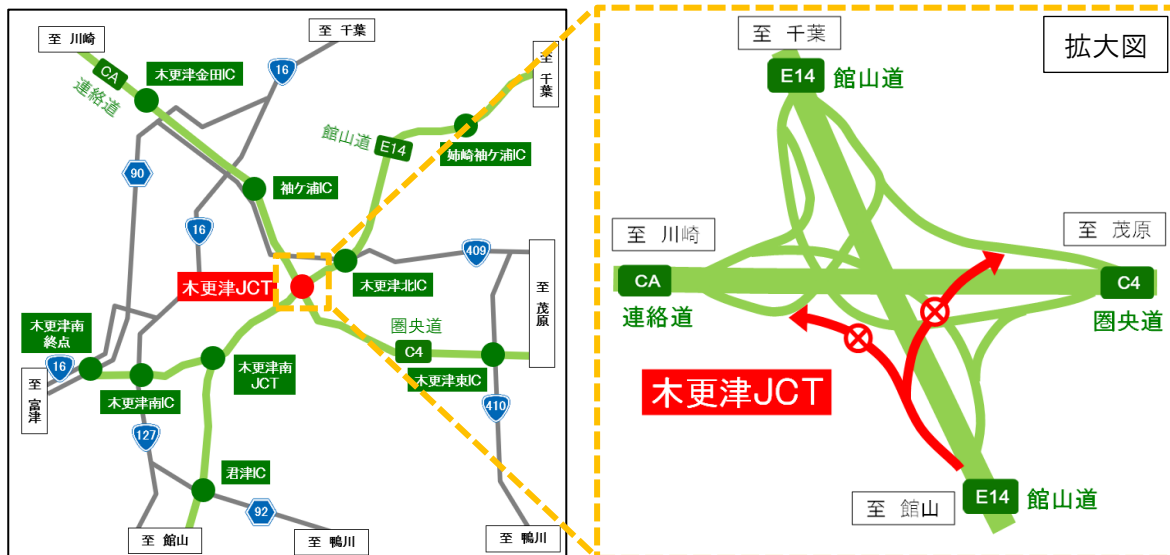 至 川崎
至 千葉
至 千葉
CA
連絡道
木更津金田IC
16
館山道
E14
姉崎袖ケ浦IC
90
袖ケ浦IC
16
409
木更津JCT
木更津北IC
至 茂原
圏央道
C4
木更津東IC
木更津南
終点
16
木更津南
JCT
至 富津
木更津南IC
410
127
君津IC
92
至 館山
至 鴨川
至 鴨川
拡大図
至 千葉
E14
館山道
至 川崎
CA
連絡道
至 茂原
C4
圏央道
木更津JCT
至 館山
E14
館山道